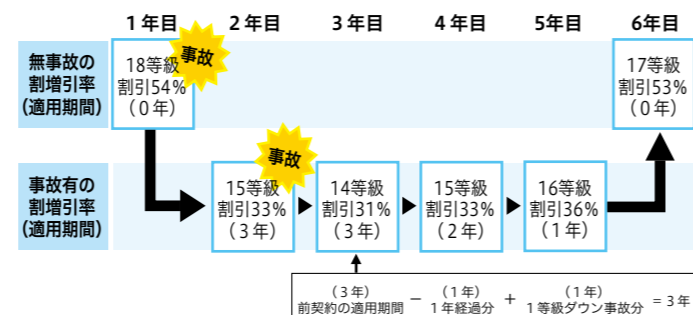 1年目 2年目 3年目 4年目 5年目 6年目
無事故の
割増引率
(適用期間)
18等級
割引54%
(0年)
事故
17等級
割引53%
(0年)
事故有の
割増引率
(適用期間)
事故
15等級
割引33%
(3年)
14等級
割引31%
(3年)
15等級
割引33%
(2年)
16等級
割引36%
(1年)
(3年) (1年) (1年)
前契約の適用期間 − 1年経過分 + 1等級ダウン事故分 = 3年